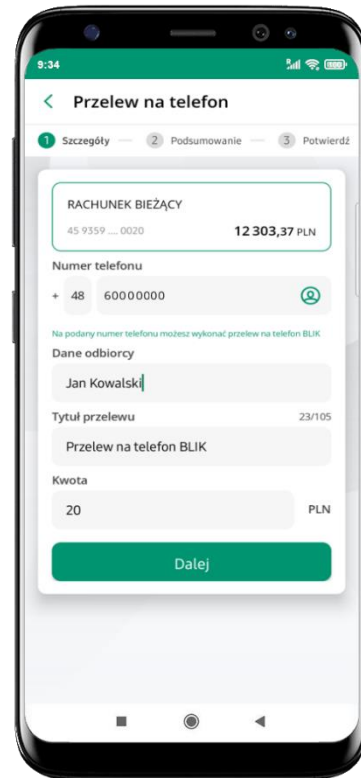 9:34
Przelew na telefon
1 Szczegóły 2 Podsumowanie 3 Potwierdź
RACHUNEK BIEŻĄCY
45 9359 .... 0020 12 303,37 PLN
Numer telefonu
+ 48 60000000
Na podany numer telefonu możesz wykonać przelew na telefon BLIK
Dane odbiorcy
Jan Kowalski
Tytuł przelewu 23/105
Przelew na telefon BLIK
Kwota
20 PLN
Dalej